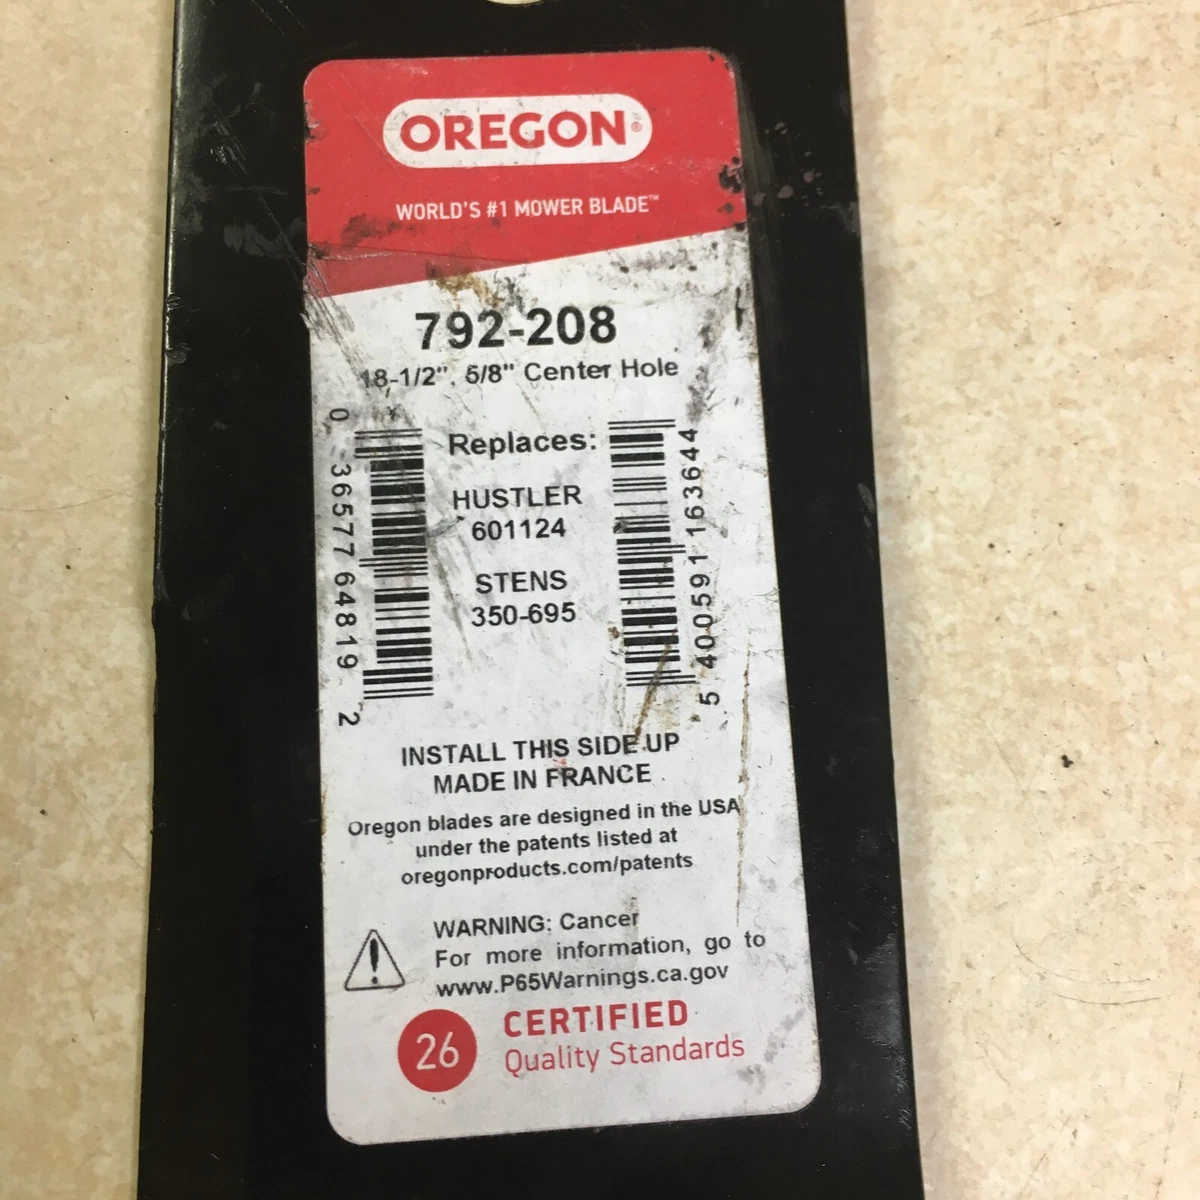 OREGON®
WORLD'S #1 MOWER BLADE™
792-208
18-1/2", 5/8" Center Hole
0 36577 64819 2
Replaces:
HUSTLER
601124
STENS
350-695
5 400591 163644
INSTALL THIS SIDE UP
MADE IN FRANCE
Oregon blades are designed in the USA
under the patents listed at
oregonproducts.com/patents
WARNING: Cancer
For more information, go to
www.P65Warnings.ca.gov
26
CERTIFIED
Quality Standards